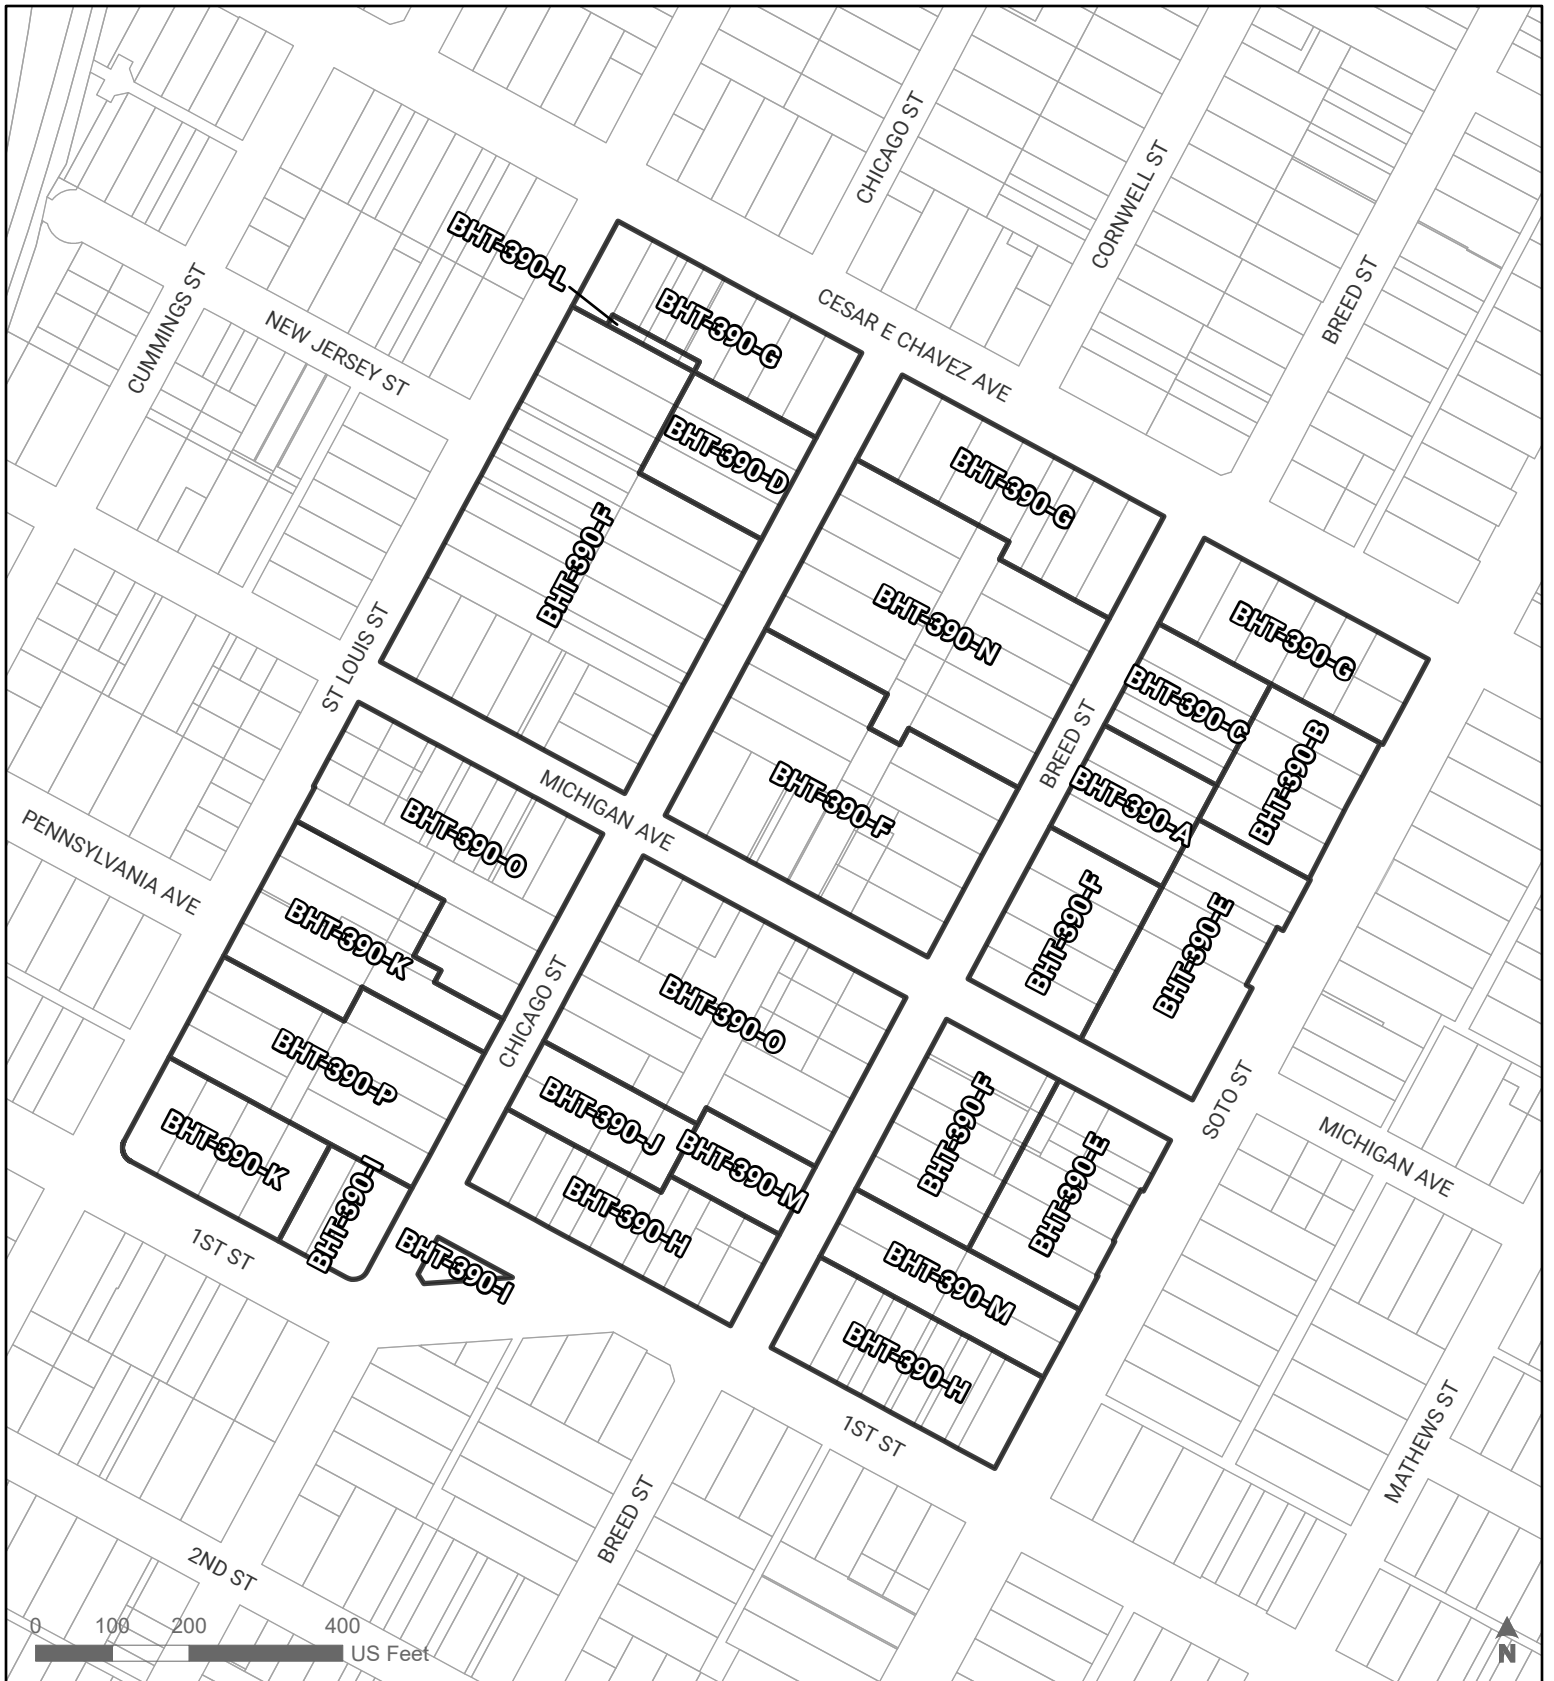 CHICAGO ST
CORNWELL ST
BREED ST
BHT-390-L
CUMMINGS ST
NEW JERSEY ST
BHT-390-G
CESAR E CHAVEZ AVE
BHT-390-D
BHT-390-G
BHT-390-F
BHT-390-N
BHT-390-G
ST LOUIS ST
BHT-390-C
BREED ST
BHT-390-B
MICHIGAN AVE
BHT-390-F
BHT-390-A
BHT-390-O
PENNSYLVANIA AVE
BHT-390-K
BHT-390-F
BHT-390-E
CHICAGO ST
BHT-390-O
BHT-390-P
SOTO ST
BHT-390-J
BHT-390-F
MICHIGAN AVE
BHT-390-K
BHT-390-M
BHT-390-E
BHT-390-I
BHT-390-H
1ST ST
BHT-390-I
BHT-390-M
BHT-390-H
1ST ST
MATHEWS ST
BREED ST
2ND ST
0 100 200 400
US Feet
N